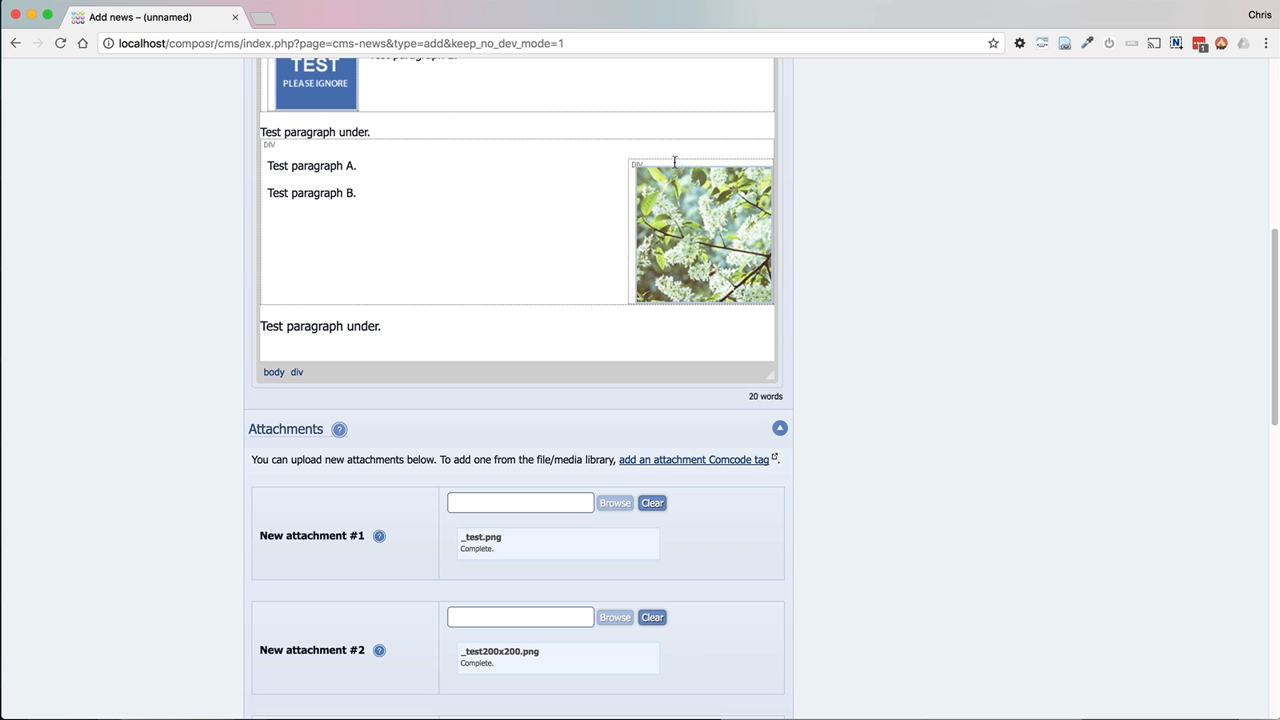 Add news – (unnamed)
Chris
localhost/composr/cms/index.php?page=cms-news&type=add&keep_no_dev_mode=1
TEST
PLEASE IGNORE
Test paragraph under.
DIV
Test paragraph A.
DIV
Test paragraph B.
Test paragraph under.
body div
20 words
Attachments ?
You can upload new attachments below. To add one from the file/media library, add an attachment Comcode tag.
New attachment #1 ?
Browse Clear
_test.png
Complete.
New attachment #2 ?
Browse Clear
_test200x200.png
Complete.